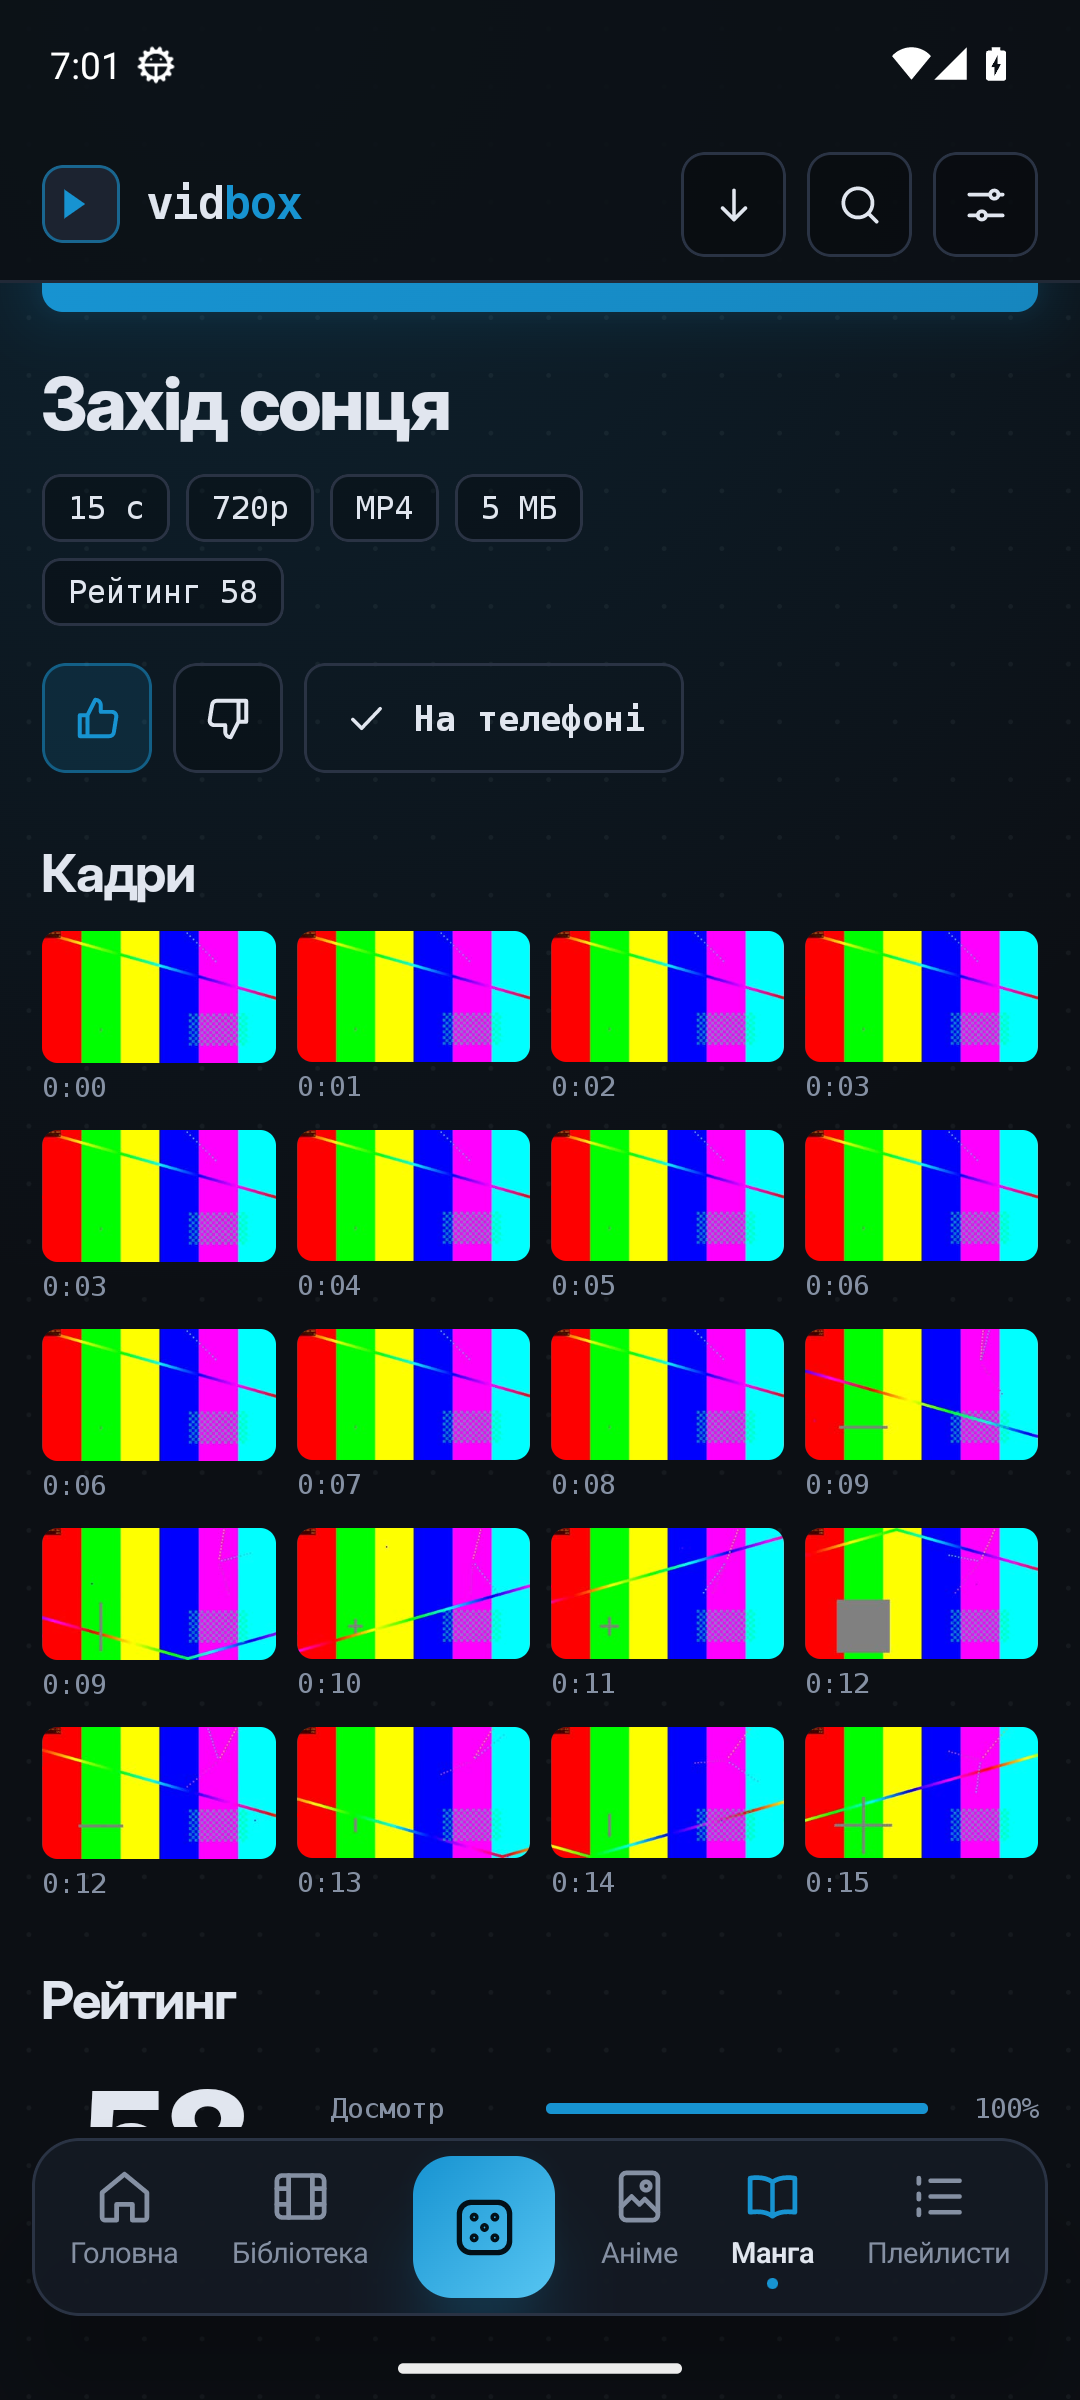 7:01
vidbox
Захід сонця
15 с 720p MP4 5 МБ
Рейтинг 58
На телефоні
Кадри
0:00 0:01 0:02 0:03
0:03 0:04 0:05 0:06
0:06 0:07 0:08 0:09
0:09 0:10 0:11 0:12
0:12 0:13 0:14 0:15
Рейтинг
58 Досмотр 100%
Головна Бібліотека Аніме Манга Плейлисти